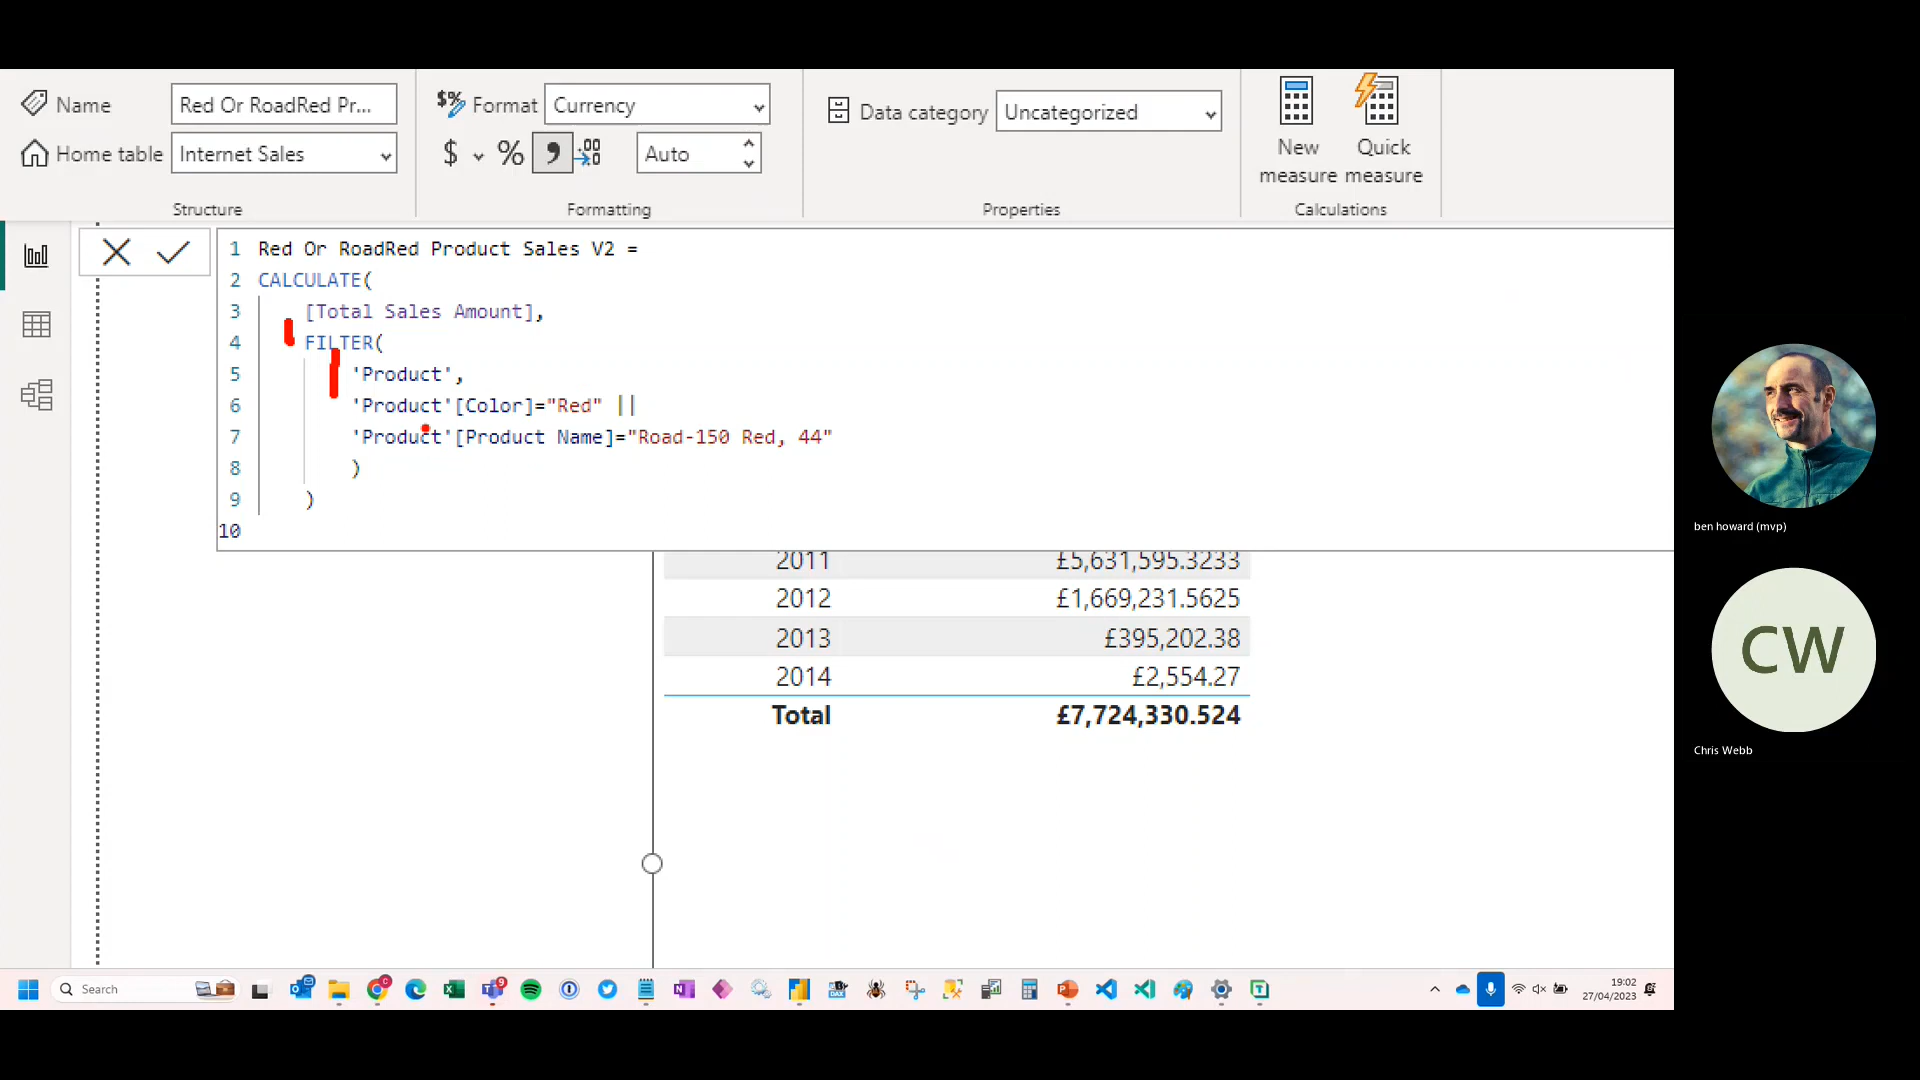 Name
Red Or RoadRed Pr...
Format
Currency
Data category
Uncategorized
New measure
Quick measure
Home table
Internet Sales
$
%
Auto
Structure
Formatting
Properties
Calculations
1 Red Or RoadRed Product Sales V2 =
2 CALCULATE(
3 [Total Sales Amount],
4 FILTER(
5 'Product',
6 'Product'[Color]="Red" ||
7 'Product'[Product Name]="Road-150 Red, 44"
8 )
9 )
10
2011 £5,631,595.3233
2012 £1,669,231.5625
2013 £395,202.38
2014 £2,554.27
Total £7,724,330.524
ben howard (mvp)
CW
Chris Webb
Search
19:02
27/04/2023